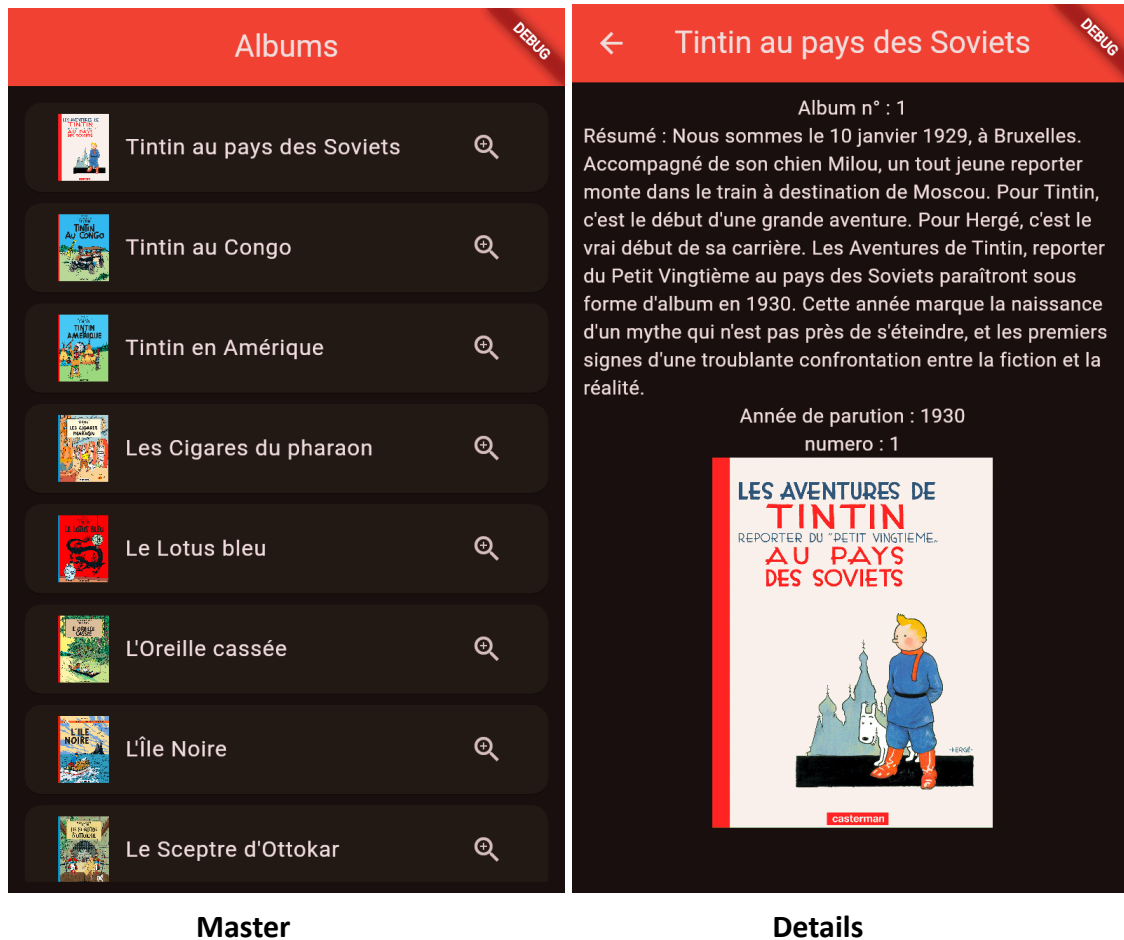 Albums
DEBUG
Tintin au pays des Soviets
Tintin au Congo
Tintin en Amérique
Les Cigares du pharaon
Le Lotus bleu
L'Oreille cassée
L'Île Noire
Le Sceptre d'Ottokar
Master
Tintin au pays des Soviets
DEBUG
Album n° : 1
Résumé : Nous sommes le 10 janvier 1929, à Bruxelles.
Accompagné de son chien Milou, un tout jeune reporter
monte dans le train à destination de Moscou. Pour Tintin,
c'est le début d'une grande aventure. Pour Hergé, c'est le
vrai début de sa carrière. Les Aventures de Tintin, reporter
du Petit Vingtième au pays des Soviets paraîtront sous
forme d'album en 1930. Cette année marque la naissance
d'un mythe qui n'est pas près de s'éteindre, et les premiers
signes d'une troublante confrontation entre la fiction et la
réalité.
Année de parution : 1930
numero : 1
LES AVENTURES DE
TINTIN
REPORTER DU "PETIT VINGTIEME„
AU PAYS
DES SOVIETS
HERGÉ
casterman
Details